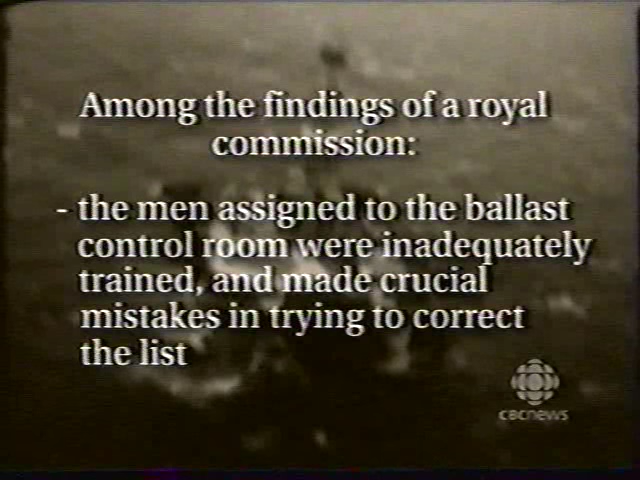 Among the findings of a royal
commission:
- the men assigned to the ballast
control room were inadequately
trained, and made crucial
mistakes in trying to correct
the list
cbcnews